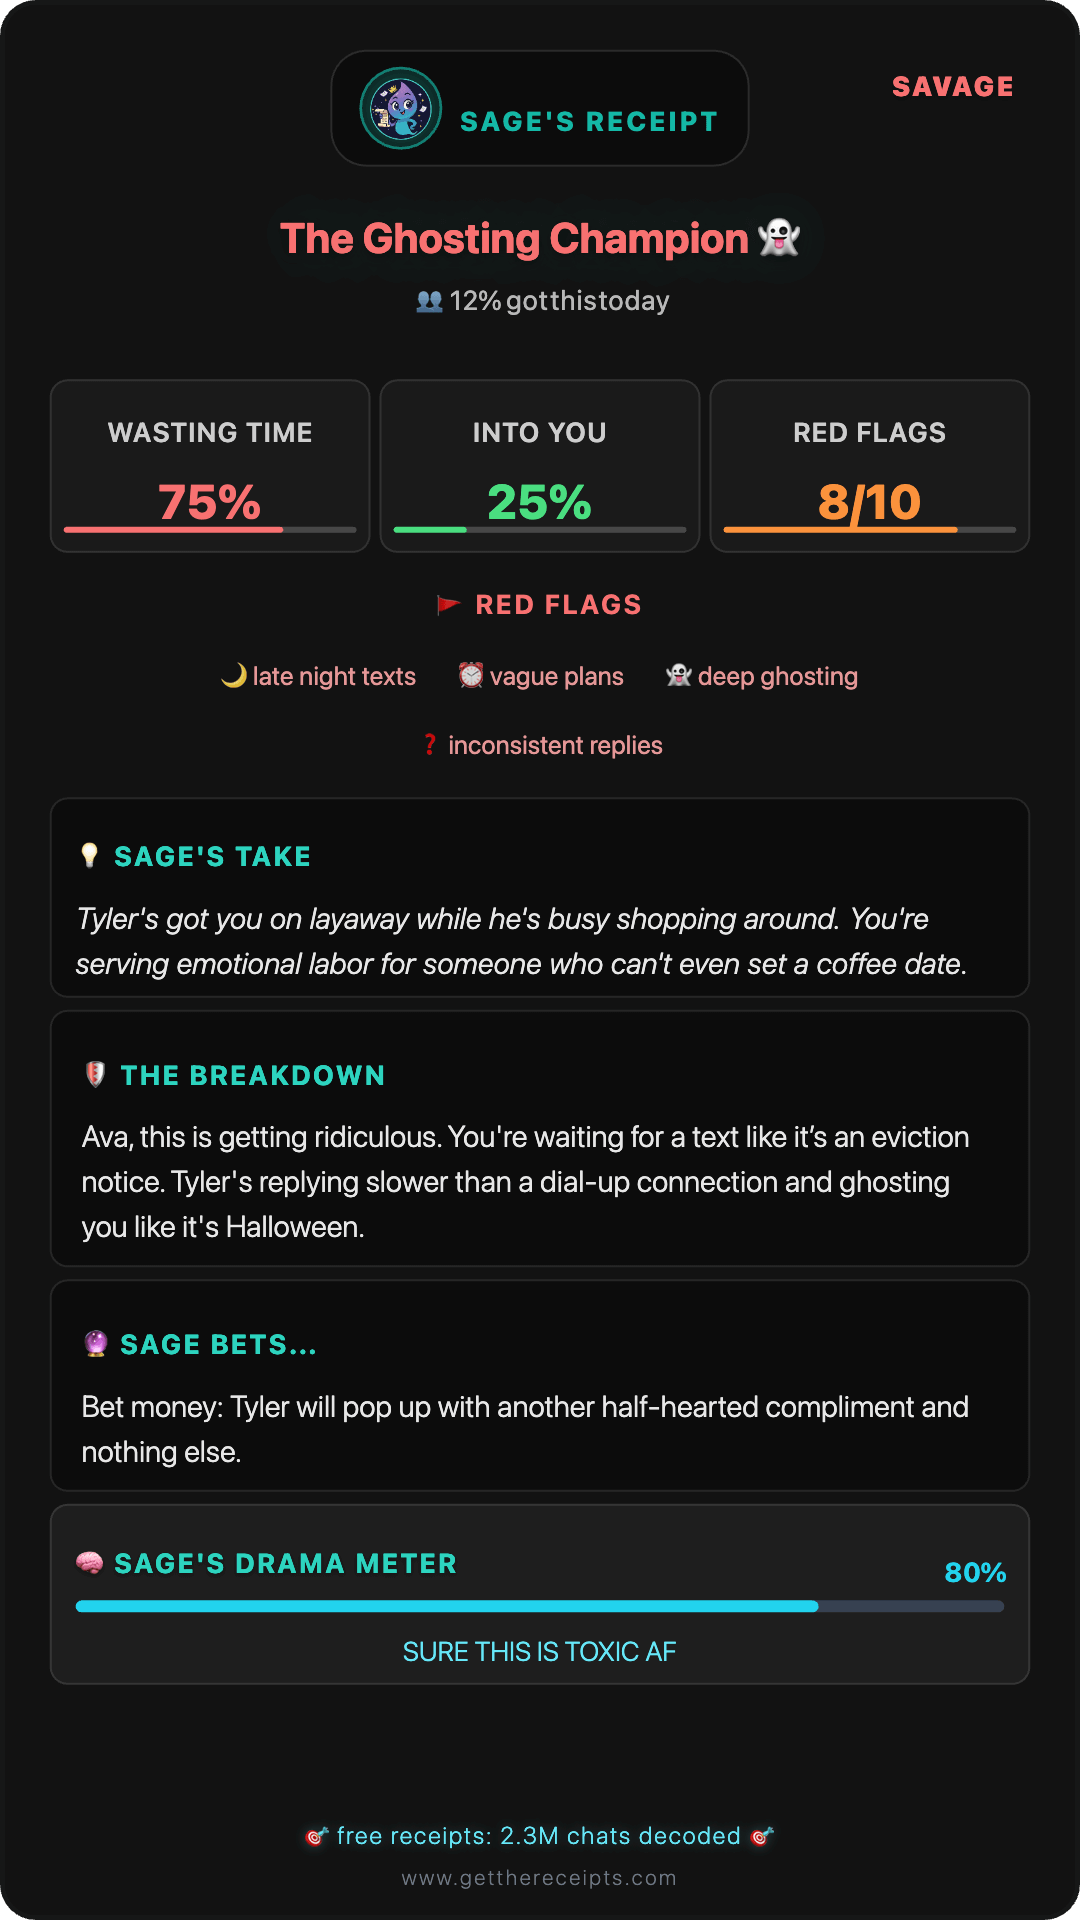 SAGE'S RECEIPT
SAVAGE
The Ghosting Champion 👻
👥 12% gotthistoday
WASTING TIME
75%
INTO YOU
25%
RED FLAGS
8/10
🚩 RED FLAGS
🌙 late night texts ⏰ vague plans 👻 deep ghosting
❓ inconsistent replies
💡 SAGE'S TAKE
Tyler's got you on layaway while he's busy shopping around. You're
serving emotional labor for someone who can't even set a coffee date.
🛡️ THE BREAKDOWN
Ava, this is getting ridiculous. You're waiting for a text like it’s an eviction
notice. Tyler's replying slower than a dial-up connection and ghosting
you like it's Halloween.
🔮 SAGE BETS...
Bet money: Tyler will pop up with another half-hearted compliment and
nothing else.
🧠 SAGE'S DRAMA METER
80%
SURE THIS IS TOXIC AF
🎯 free receipts: 2.3M chats decoded 🎯
www.getthereceipts.com